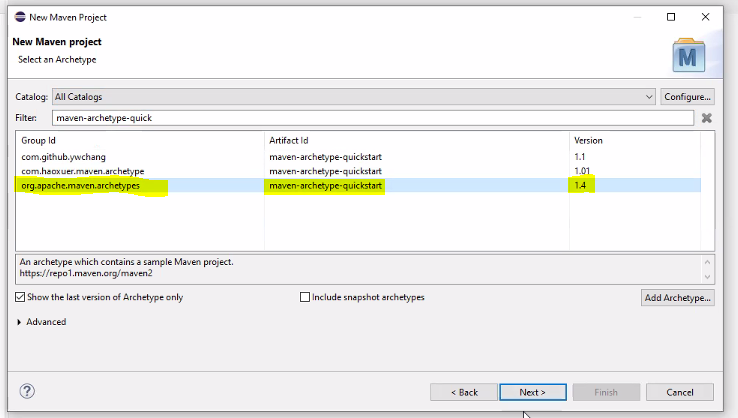 New Maven Project
New Maven project
Select an Archetype
M
Catalog: All Catalogs Configure...
Filter: maven-archetype-quick
Group Id Artifact Id Version
com.github.ywchang maven-archetype-quickstart 1.1
com.haoxuer.maven.archetype maven-archetype-quickstart 1.01
org.apache.maven.archetypes maven-archetype-quickstart 1.4
An archetype which contains a sample Maven project.
https://repo1.maven.org/maven2
Show the last version of Archetype only Include snapshot archetypes Add Archetype...
Advanced
? < Back Next > Finish Cancel